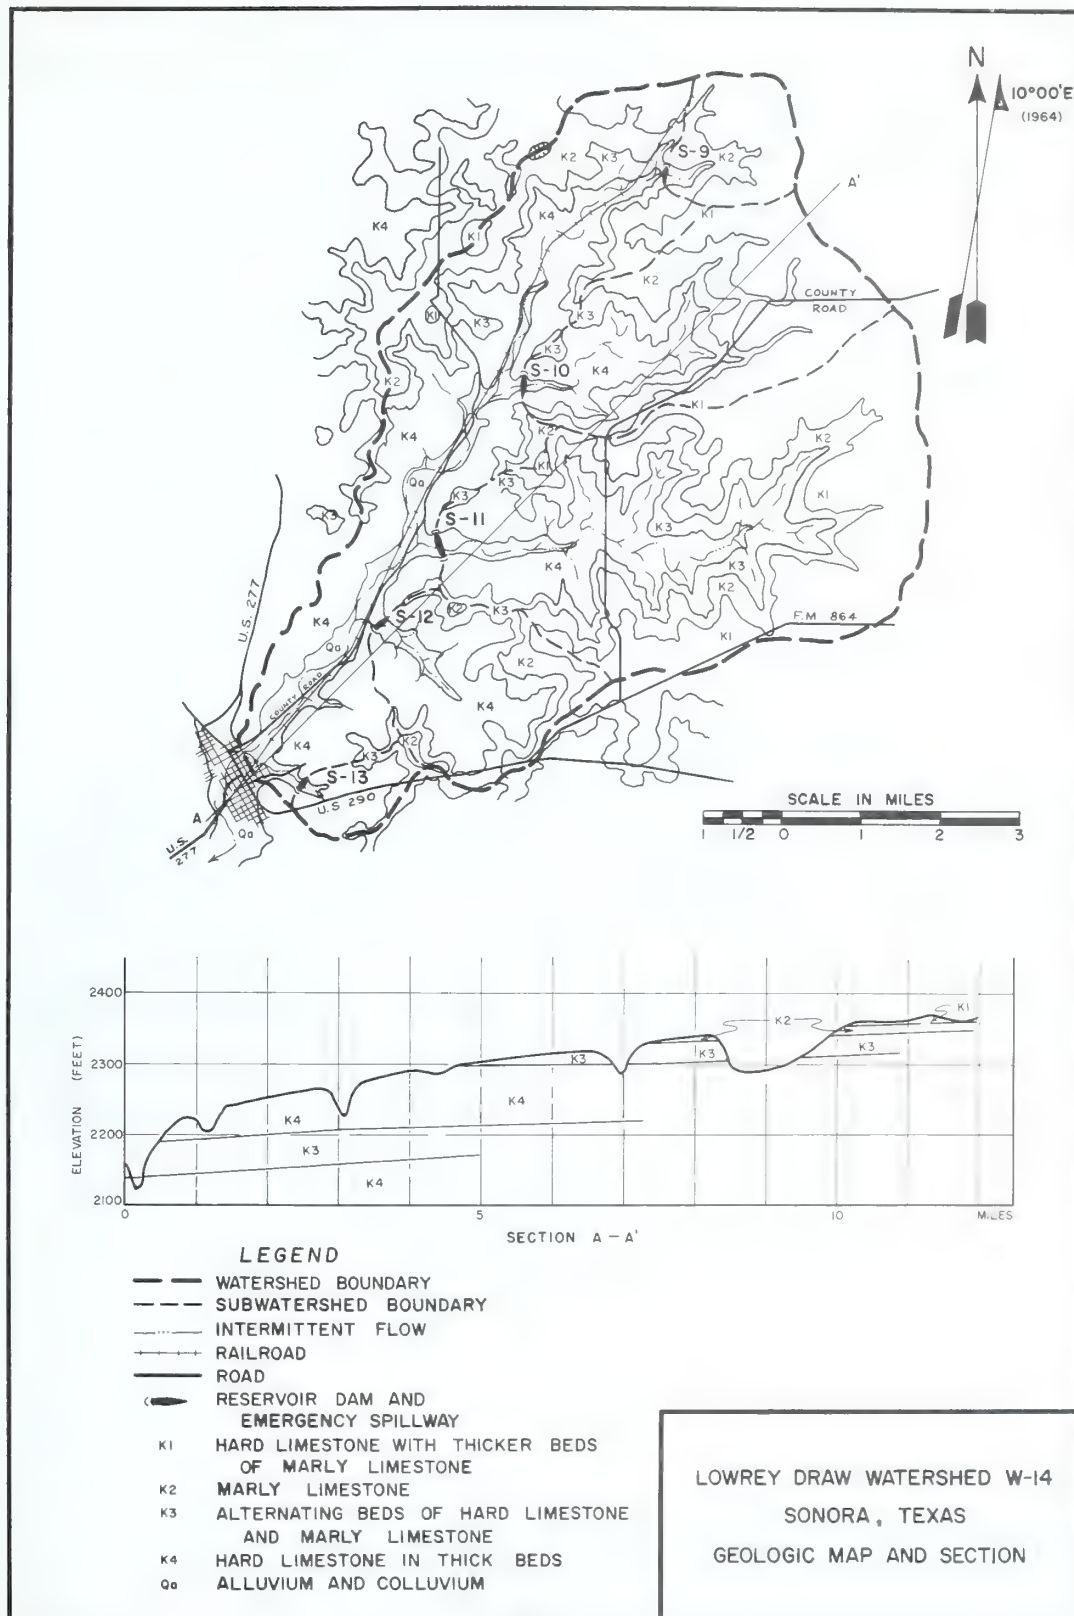 N
10°00'E
(1964)
S-9
K2
K3
K2
A'
K4
K1
K4
K1
K2
COUNTY
ROAD
K1
K3
K3
K3
S-10
K4
K2
K1
K4
K2
K2
K1
K1
Qa
K3
K3
S-11
K3
K3
K4
K3
K2
U.S. 277
S-12
K2
K3
F.M 864
K4
K1
Qa
K2
COUNTY ROAD
K4
K4
K2
K3
S-13
U.S 290
A
Qa
U.S.
277
SCALE IN MILES
1 1/2 0 1 2 3
2400
2300
2200
2100
ELEVATION (FEET)
K1
K2
K3
K3
K3
K4
K4
K3
K4
0 5 10 MILES
SECTION A-A'
LEGEND
WATERSHED BOUNDARY
SUBWATERSHED BOUNDARY
INTERMITTENT FLOW
RAILROAD
ROAD
RESERVOIR DAM AND
EMERGENCY SPILLWAY
K1 HARD LIMESTONE WITH THICKER BEDS
OF MARLY LIMESTONE
K2 MARLY LIMESTONE
K3 ALTERNATING BEDS OF HARD LIMESTONE
AND MARLY LIMESTONE
K4 HARD LIMESTONE IN THICK BEDS
Qa ALLUVIUM AND COLLUVIUM
LOWREY DRAW WATERSHED W-14
SONORA, TEXAS
GEOLOGIC MAP AND SECTION